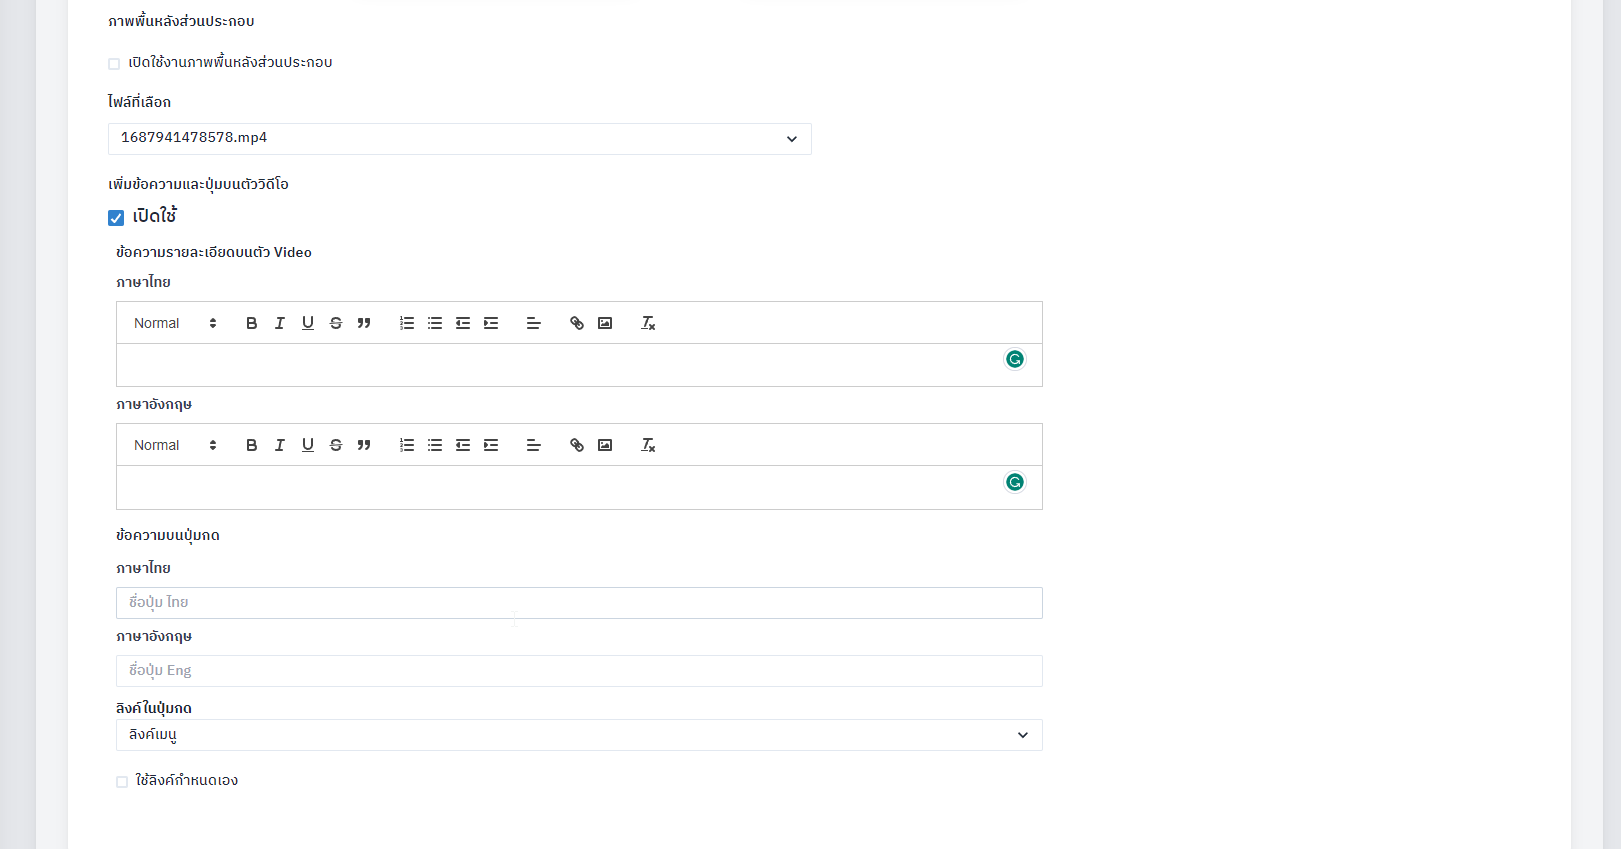 ภาพพื้นหลังส่วนประกอบ
เปิดใช้งานภาพพื้นหลังส่วนประกอบ
ไฟล์ที่เลือก
1687941478578.mp4
เพิ่มข้อความและปุ่มบนตัววิดีโอ
เปิดใช้
ข้อความรายละเอียดบนตัว Video
ภาษาไทย
Normal
ภาษาอังกฤษ
Normal
ข้อความบนปุ่มกด
ภาษาไทย
ชื่อปุ่ม ไทย
ภาษาอังกฤษ
ชื่อปุ่ม Eng
ลิงค์ในปุ่มกด
ลิงค์เมนู
ใช้ลิงค์กำหนดเอง